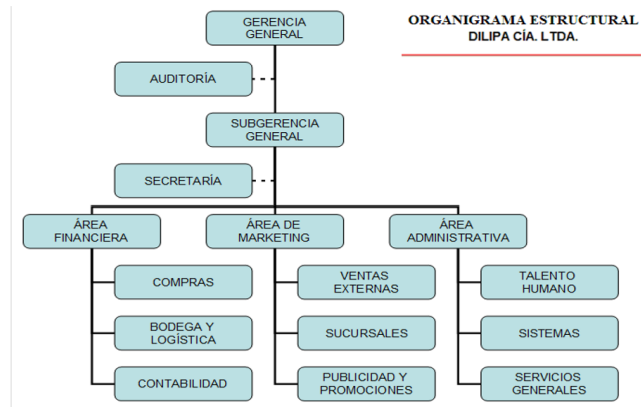 ORGANIGRAMA ESTRUCTURAL
DILIPA CÍA. LTDA.
GERENCIA
GENERAL
AUDITORÍA
SUBGERENCIA
GENERAL
SECRETARÍA
ÁREA
FINANCIERA
ÁREA DE
MARKETING
ÁREA
ADMINISTRATIVA
COMPRAS
VENTAS
EXTERNAS
TALENTO
HUMANO
BODEGA Y
LOGÍSTICA
SUCURSALES
SISTEMAS
CONTABILIDAD
PUBLICIDAD Y
PROMOCIONES
SERVICIOS
GENERALES